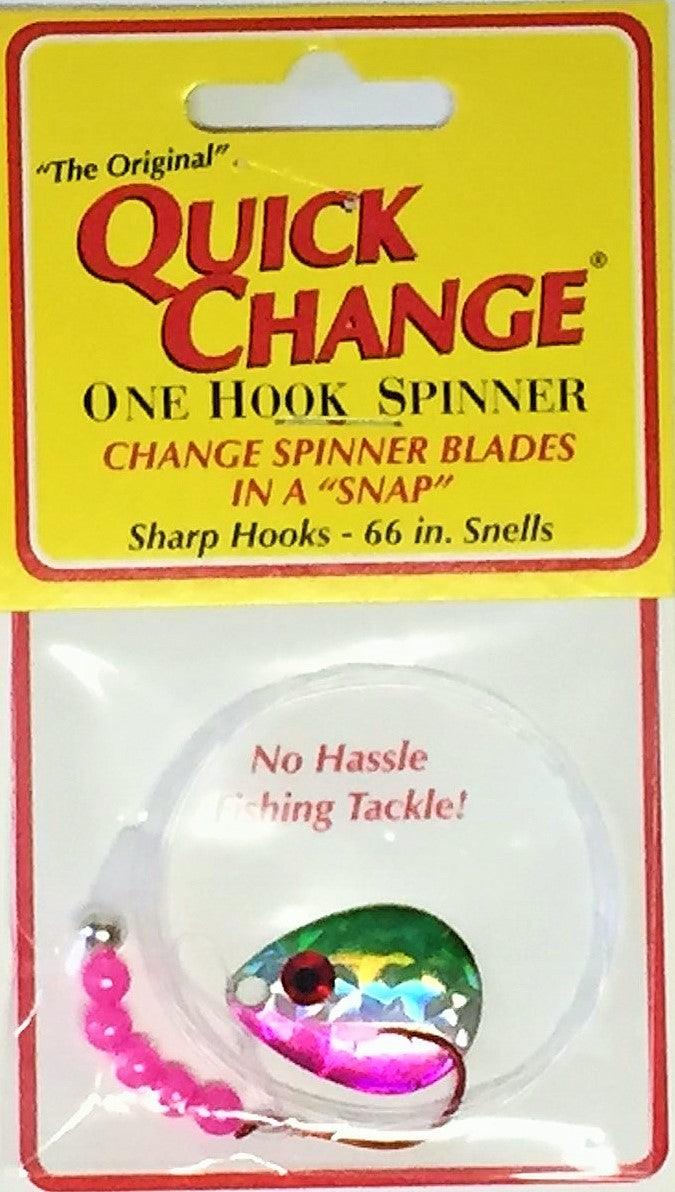 "The Original"
QUICK
CHANGE®
ONE HOOK SPINNER
CHANGE SPINNER BLADES
IN A "SNAP"
Sharp Hooks - 66 in. Snells
No Hassle
Fishing Tackle!